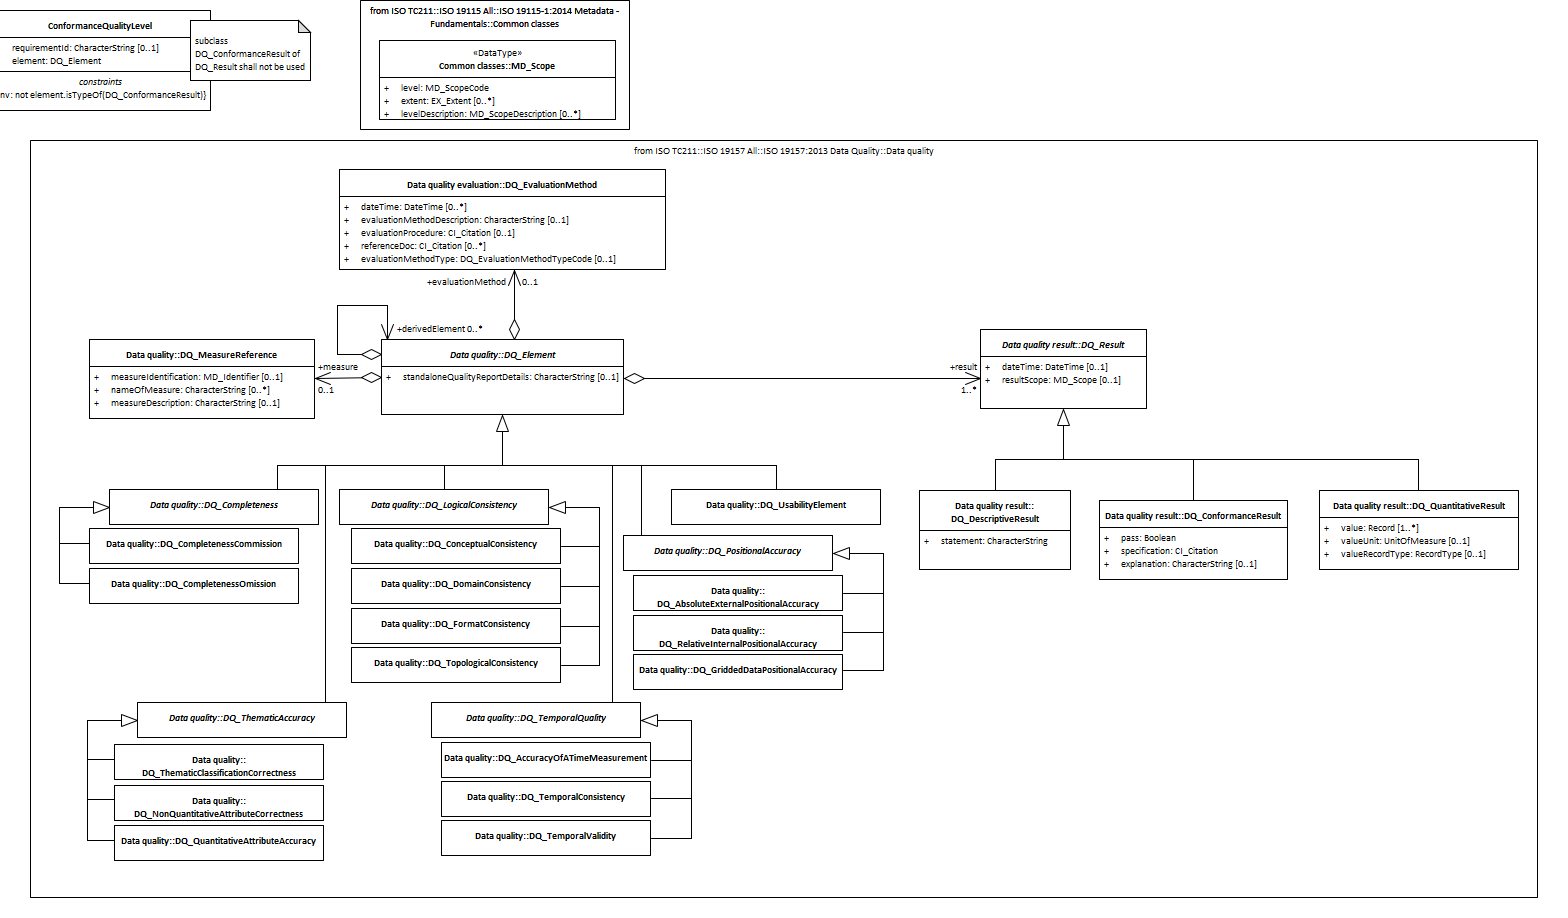 ConformanceQualityLevel
requirementId: CharacterString [0..1]
element: DQ_Element
constraints
nv: not element.isTypeOf(DQ_ConformanceResult)}
subclass
DQ_ConformanceResult of
DQ_Result shall not be used
from ISO TC211::ISO 19115 All::ISO 19115-1:2014 Metadata -
Fundamentals::Common classes
«DataType»
Common classes::MD_Scope
+ level: MD_ScopeCode
+ extent: EX_Extent [0..*]
+ levelDescription: MD_ScopeDescription [0..*]
from ISO TC211::ISO 19157 All::ISO 19157:2013 Data Quality::Data quality
Data quality evaluation::DQ_EvaluationMethod
+ dateTime: DateTime [0..*]
+ evaluationMethodDescription: CharacterString [0..1]
+ evaluationProcedure: CI_Citation [0..1]
+ referenceDoc: CI_Citation [0..*]
+ evaluationMethodType: DQ_EvaluationMethodTypeCode [0..1]
+evaluationMethod 0..1
+derivedElement 0..*
Data quality::DQ_MeasureReference
+ measureIdentification: MD_Identifier [0..1]
+ nameOfMeasure: CharacterString [0..*]
+ measureDescription: CharacterString [0..1]
+measure
0..1
Data quality::DQ_Element
+ standaloneQualityReportDetails: CharacterString [0..1]
+result
1..*
Data quality result::DQ_Result
+ dateTime: DateTime [0..1]
+ resultScope: MD_Scope [0..1]
Data quality::DQ_Completeness
Data quality::DQ_CompletenessCommission
Data quality::DQ_CompletenessOmission
Data quality::DQ_LogicalConsistency
Data quality::DQ_ConceptualConsistency
Data quality::DQ_DomainConsistency
Data quality::DQ_FormatConsistency
Data quality::DQ_TopologicalConsistency
Data quality::DQ_UsabilityElement
Data quality::DQ_PositionalAccuracy
Data quality::
DQ_AbsoluteExternalPositionalAccuracy
Data quality::
DQ_RelativeInternalPositionalAccuracy
Data quality::DQ_GriddedDataPositionalAccuracy
Data quality result::
DQ_DescriptiveResult
+ statement: CharacterString
Data quality result::DQ_ConformanceResult
+ pass: Boolean
+ specification: CI_Citation
+ explanation: CharacterString [0..1]
Data quality result::DQ_QuantitativeResult
+ value: Record [1..*]
+ valueUnit: UnitOfMeasure [0..1]
+ valueRecordType: RecordType [0..1]
Data quality::DQ_ThematicAccuracy
Data quality::
DQ_ThematicClassificationCorrectness
Data quality::
DQ_NonQuantitativeAttributeCorrectness
Data quality::DQ_QuantitativeAttributeAccuracy
Data quality::DQ_TemporalQuality
Data quality::DQ_AccuracyOfATimeMeasurement
Data quality::DQ_TemporalConsistency
Data quality::DQ_TemporalValidity